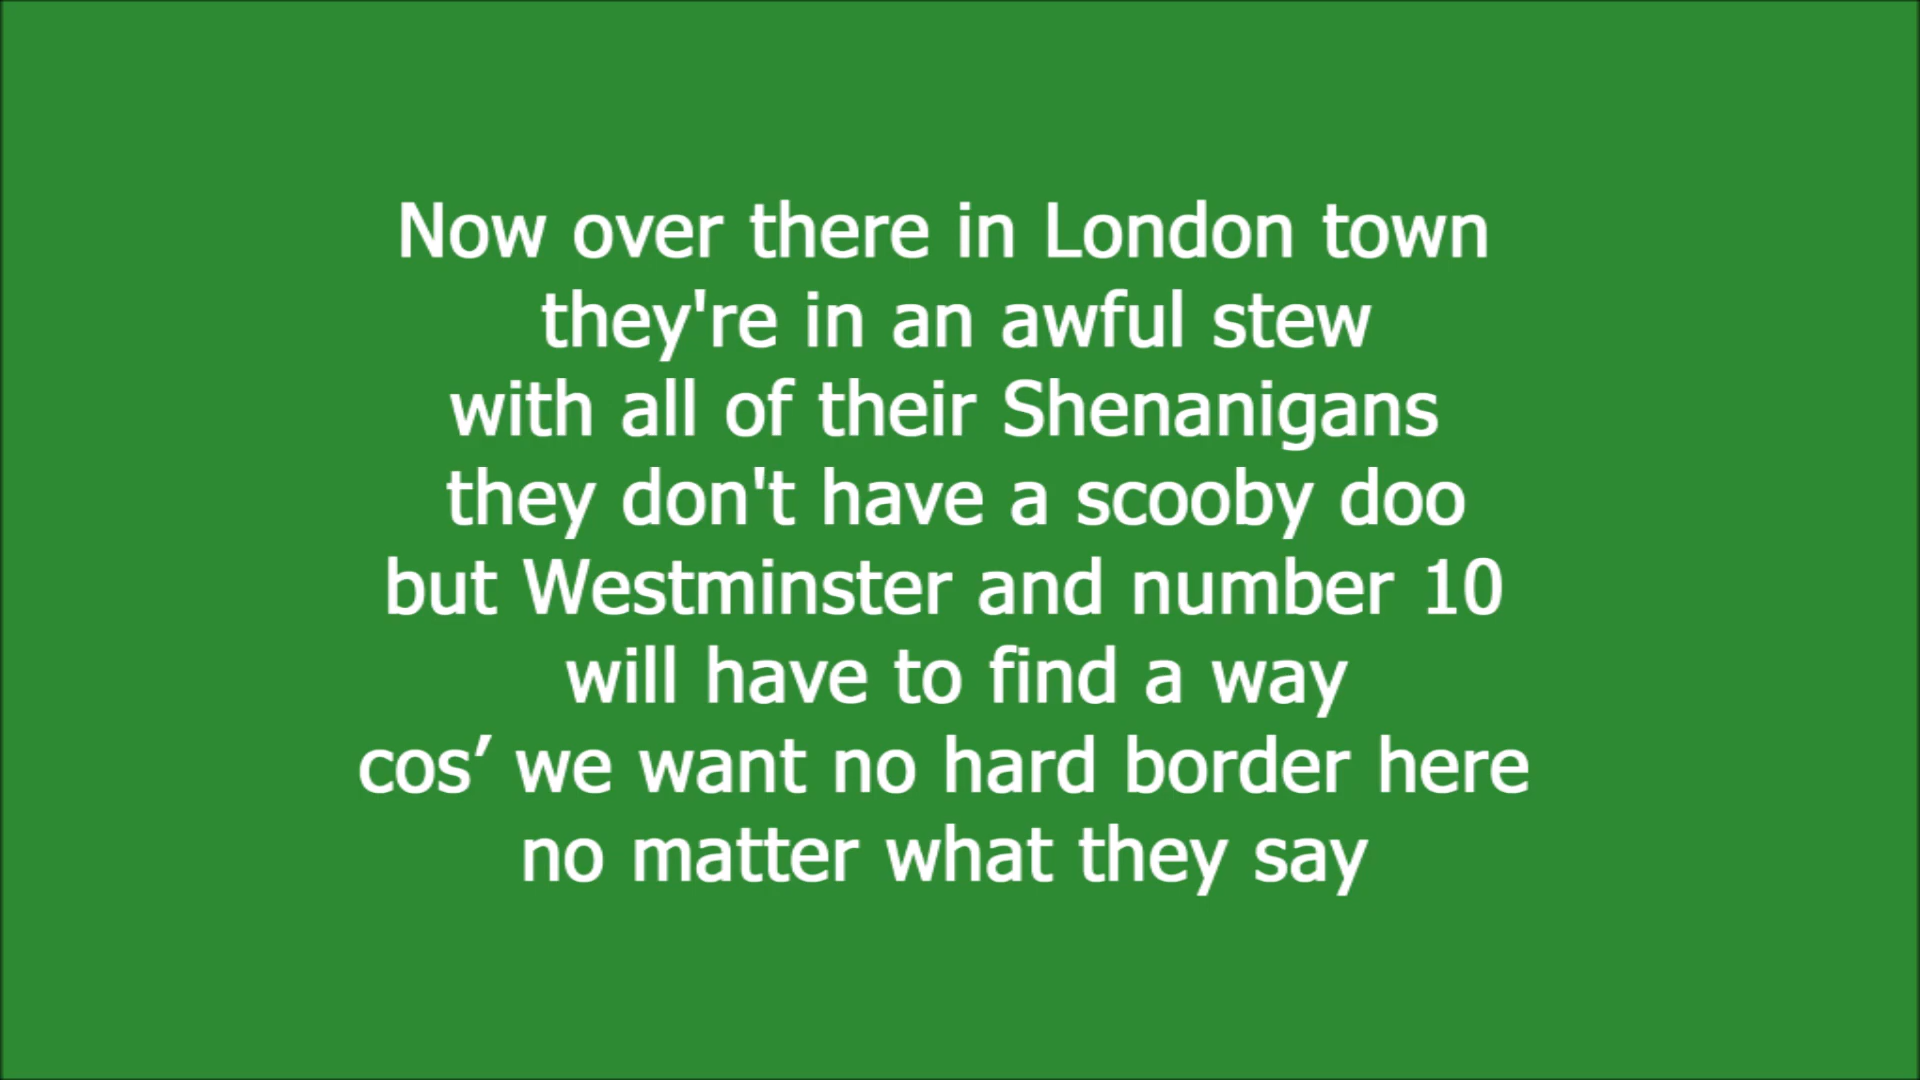 Now over there in London town
they're in an awful stew
with all of their Shenanigans
they don't have a scooby doo
but Westminster and number 10
will have to find a way
cos’ we want no hard border here
no matter what they say